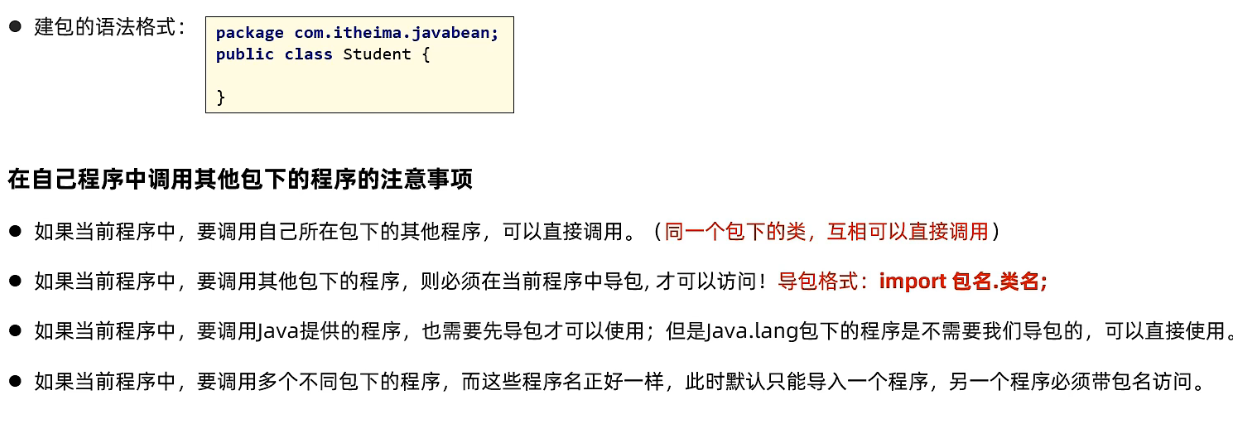 ● 建包的语法格式：
package com.itheima.javabean;
public class Student {
}
在自己程序中调用其他包下的程序的注意事项
● 如果当前程序中，要调用自己所在包下的其他程序，可以直接调用。（同一个包下的类，互相可以直接调用）
● 如果当前程序中，要调用其他包下的程序，则必须在当前程序中导包, 才可以访问！导包格式：import 包名.类名;
● 如果当前程序中，要调用Java提供的程序，也需要先导包才可以使用；但是Java.lang包下的程序是不需要我们导包的，可以直接使用。
● 如果当前程序中，要调用多个不同包下的程序，而这些程序名正好一样，此时默认只能导入一个程序，另一个程序必须带包名访问。